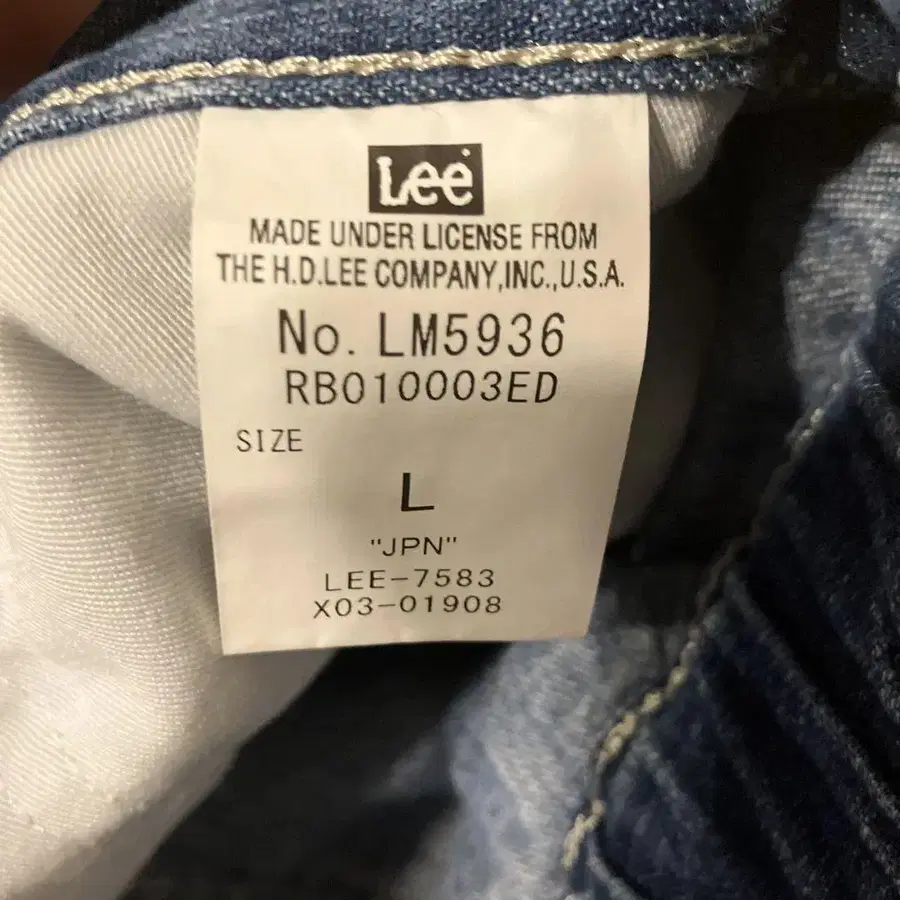 Lee
MADE UNDER LICENSE FROM
THE H.D.LEE COMPANY,INC.,U.S.A.
No. LM5936
RB010003ED
SIZE
L
"JPN"
LEE-7583
X03-01908